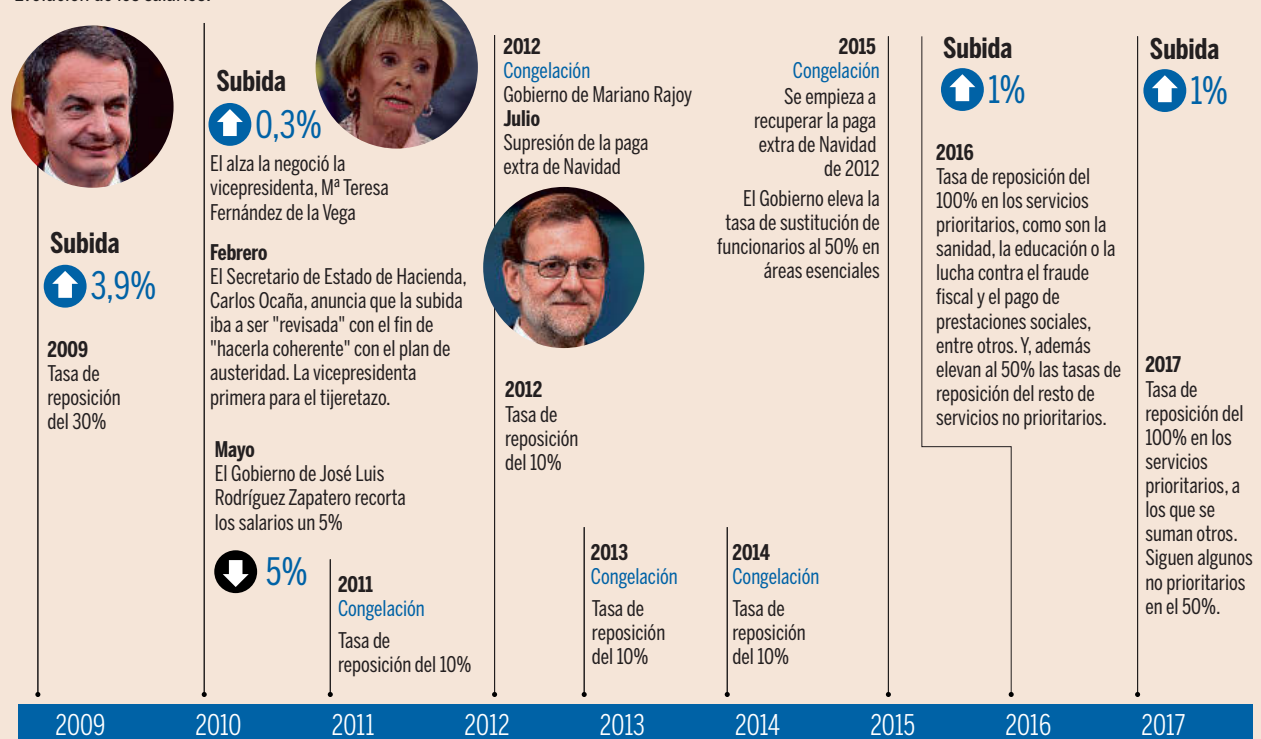 Evolución de los salarios.
Subida
3,9%
2009
Tasa de
reposición
del 30%
Subida
0,3%
El alza la negoció la
vicepresidenta, Mª Teresa
Fernández de la Vega
Febrero
El Secretario de Estado de Hacienda,
Carlos Ocaña, anuncia que la subida
iba a ser "revisada" con el fin de
"hacerla coherente" con el plan de
austeridad. La vicepresidenta
primera para el tijeretazo.
Mayo
El Gobierno de José Luis
Rodríguez Zapatero recorta
los salarios un 5%
5%
2011
Congelación
Tasa de
reposición del 10%
2012
Congelación
Gobierno de Mariano Rajoy
Julio
Supresión de la paga
extra de Navidad
2012
Tasa de
reposición
del 10%
2013
Congelación
Tasa de
reposición
del 10%
2014
Congelación
Tasa de
reposición
del 10%
2015
Congelación
Se empieza a
recuperar la paga
extra de Navidad
de 2012
El Gobierno eleva la
tasa de sustitución de
funcionarios al 50% en
áreas esenciales
Subida
1%
2016
Tasa de reposición del
100% en los servicios
prioritarios, como son la
sanidad, la educación o la
lucha contra el fraude
fiscal y el pago de
prestaciones sociales,
entre otros. Y, además
elevan al 50% las tasas de
reposición del resto de
servicios no prioritarios.
Subida
1%
2017
Tasa de
reposición del
100% en los
servicios
prioritarios, a
los que se
suman otros.
Siguen algunos
no prioritarios
en el 50%.
2009 2010 2011 2012 2013 2014 2015 2016 2017